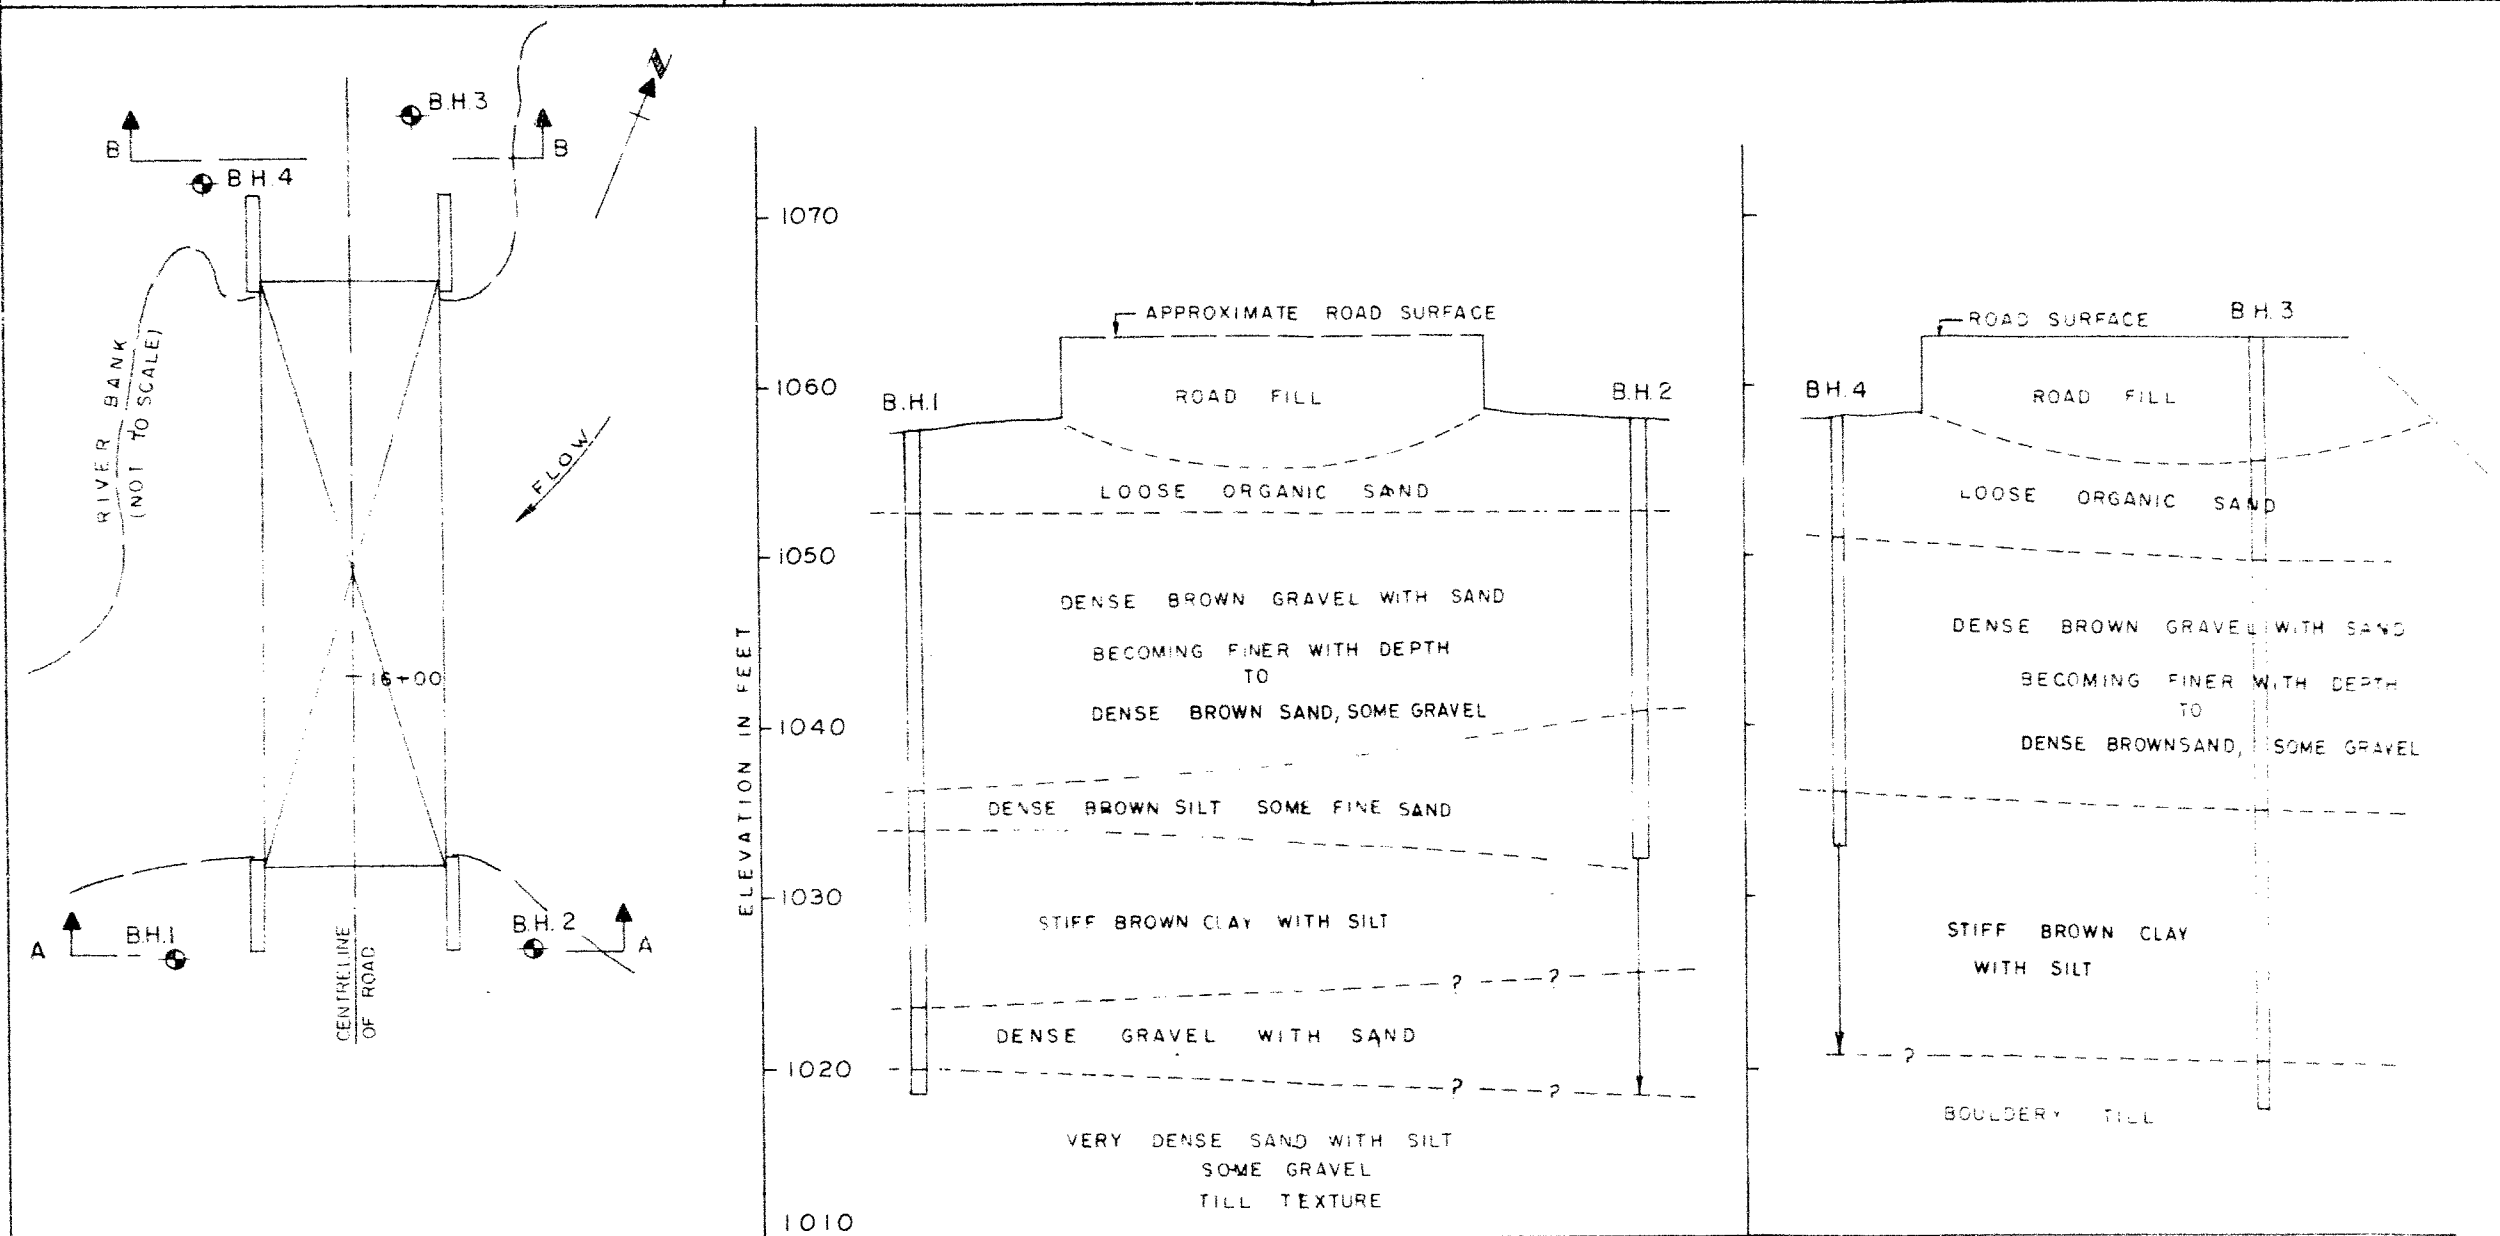 N
B.H.3
B
B
B H.4
RIVER BANK
(NOT TO SCALE)
FLOW
16+00
A
B.H.1
B.H.2
A
CENTRELINE
OF ROAD
ELEVATION IN FEET
1070
1060
1050
1040
1030
1020
1010
APPROXIMATE ROAD SURFACE
B.H.1
ROAD FILL
B.H.2
LOOSE ORGANIC SAND
DENSE BROWN GRAVEL WITH SAND
BECOMING FINER WITH DEPTH
TO
DENSE BROWN SAND, SOME GRAVEL
DENSE BROWN SILT SOME FINE SAND
STIFF BROWN CLAY WITH SILT
? ?
DENSE GRAVEL WITH SAND
? ?
VERY DENSE SAND WITH SILT
SOME GRAVEL
TILL TEXTURE
ROAD SURFACE
B H. 3
BH.4
ROAD FILL
LOOSE ORGANIC SAND
DENSE BROWN GRAVEL WITH SAND
BECOMING FINER WITH DEPTH
TO
DENSE BROWNSAND, SOME GRAVEL
STIFF BROWN CLAY
WITH SILT
?
BOULDERY TILL